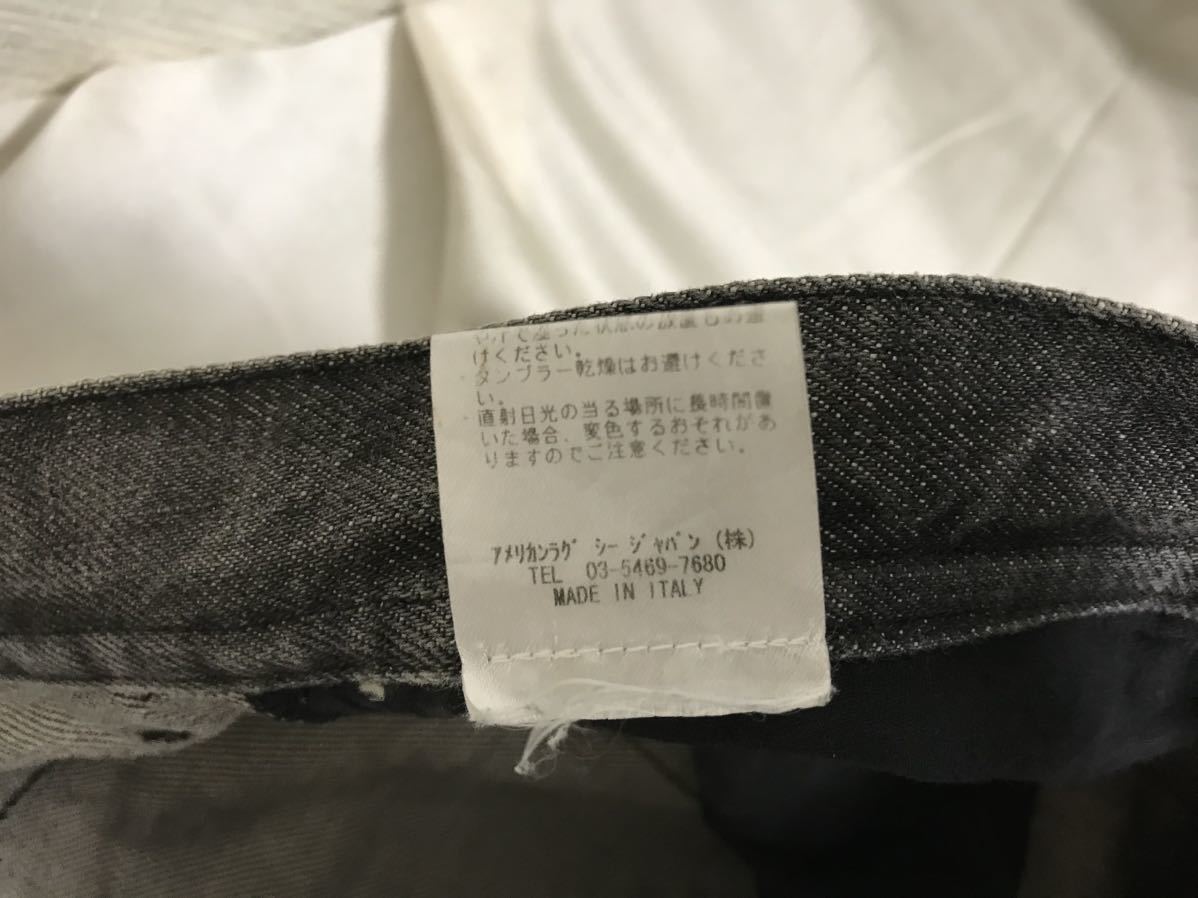 けください。
・タンブラー乾燥はお避けくださ
い。
・直射日光の当る場所に長時間置
いた場合、変色するおそれがあ
りますのでご注意ください。
ｱﾒﾘｶﾝﾗｸﾞ ｼｰ ｼﾞｬﾊﾟﾝ (株)
TEL 03-5469-7680
MADE IN ITALY